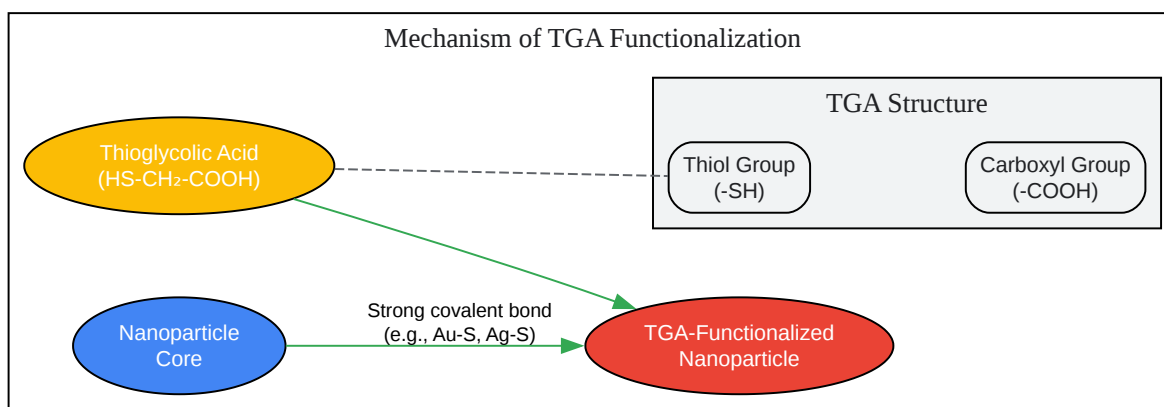 Mechanism of TGA Functionalization
TGA Structure
Thioglycolic Acid
(HS-CH₂-COOH)
Thiol Group
(-SH)
Carboxyl Group
(-COOH)
Nanoparticle
Core
Strong covalent bond
(e.g., Au-S, Ag-S)
TGA-Functionalized
Nanoparticle